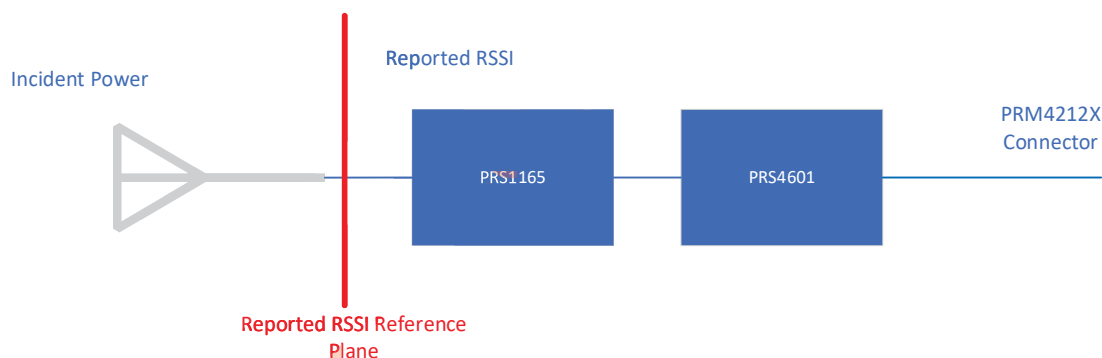 Incident Power
Reported RSSI
PRM4212X
Connector
PRS1165
PRS4601
Reported RSSI Reference
Plane